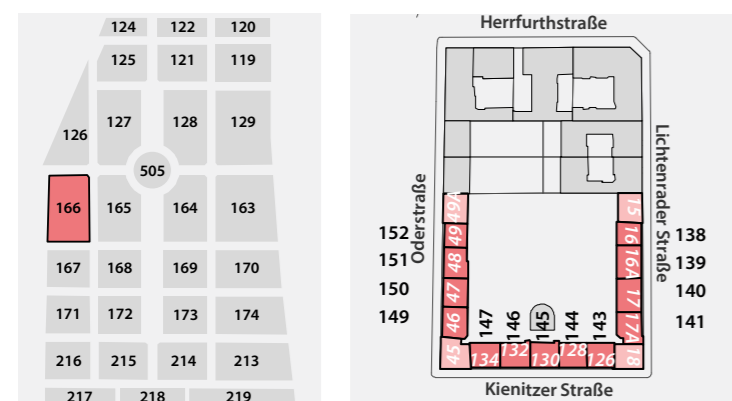 124 122 120
125 121 119
127 128 129
126
505
166 165 164 163
167 168 169 170
171 172 173 174
216 215 214 213
217 218 219
Herrfurthstraße
Oderstraße
Lichtenrader Straße
49A 15
152 49 16 138
151 48 16A 139
150 47 17 140
149 46 17A 141
147 146 145 144 143
45 134 132 130 128 126 18
Kienitzer Straße